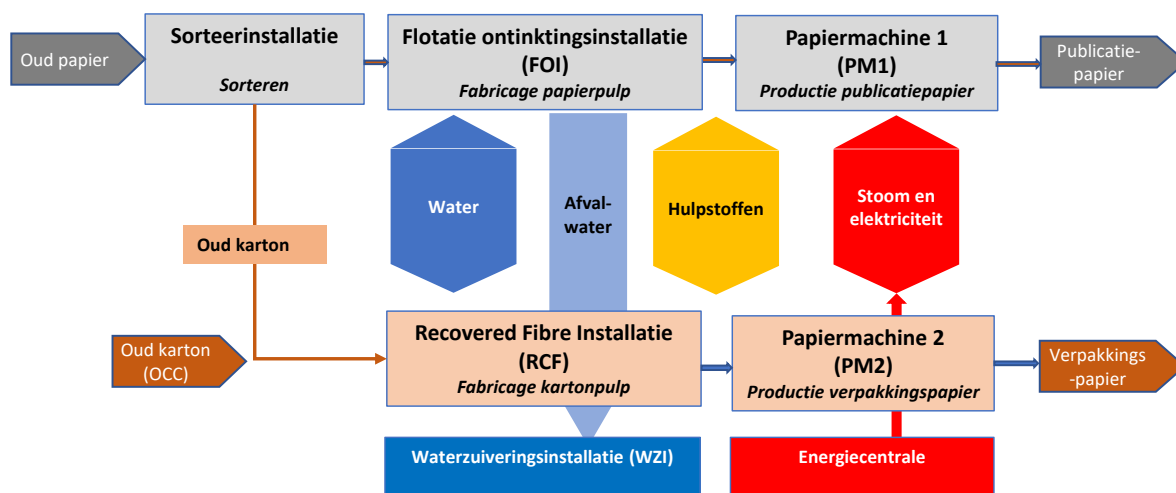 Oud papier
Sorteerinstallatie
Sorteren
Flotatie ontinktingsinstallatie
(FOI)
Fabricage papierpulp
Papiermachine 1
(PM1)
Productie publicatiepapier
Publicatie-
papier
Water
Afval-
water
Hulpstoffen
Stoom en
elektriciteit
Oud karton
Oud karton
(OCC)
Recovered Fibre Installatie
(RCF)
Fabricage kartonpulp
Papiermachine 2
(PM2)
Productie verpakkingspapier
Verpakkings
-papier
Waterzuiveringsinstallatie (WZI)
Energiecentrale